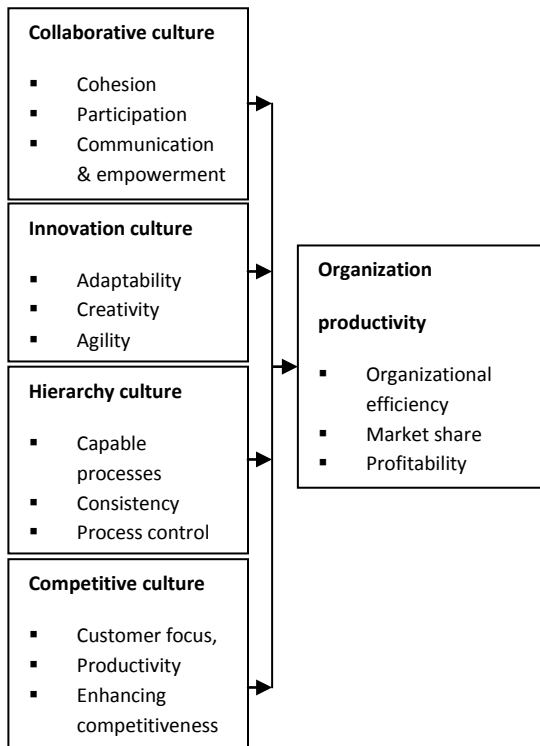 Collaborative culture
▪ Cohesion
▪ Participation
▪ Communication
& empowerment
Innovation culture
▪ Adaptability
▪ Creativity
▪ Agility
Hierarchy culture
▪ Capable
processes
▪ Consistency
▪ Process control
Competitive culture
▪ Customer focus,
▪ Productivity
▪ Enhancing
competitiveness
Organization
productivity
▪ Organizational
efficiency
▪ Market share
▪ Profitability